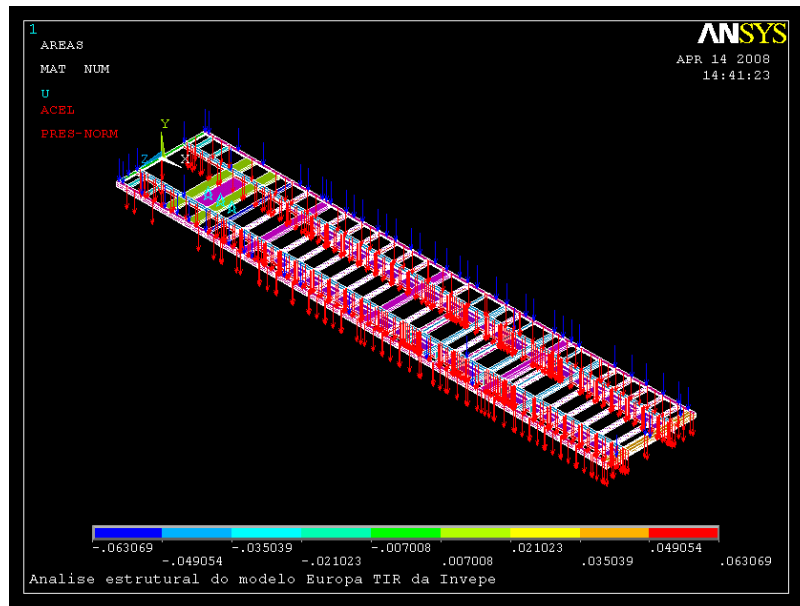 1
ANSYS
AREAS
MAT NUM
APR 14 2008
14:41:23
U
ACEL
PRES-NORM
Y
Z X
-.063069 -.035039 -.007008 .021023 .049054
-.049054 -.021023 .007008 .035039 .063069
Analise estrutural do modelo Europa TIR da Invepe